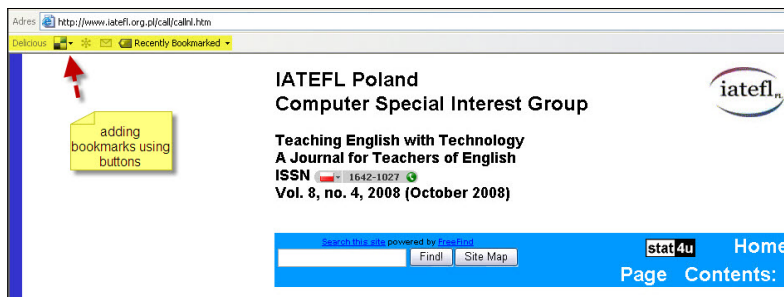 Adres http://www.iatefl.org.pl/call/callnl.htm
Delicious Recently Bookmarked
IATEFL Poland
Computer Special Interest Group
iatefl
adding
bookmarks using
buttons
Teaching English with Technology
A Journal for Teachers of English
ISSN 1642-1027
Vol. 8, no. 4, 2008 (October 2008)
Search this site powered by FreeFind
Find! Site Map
stat4u Home
Page Contents: